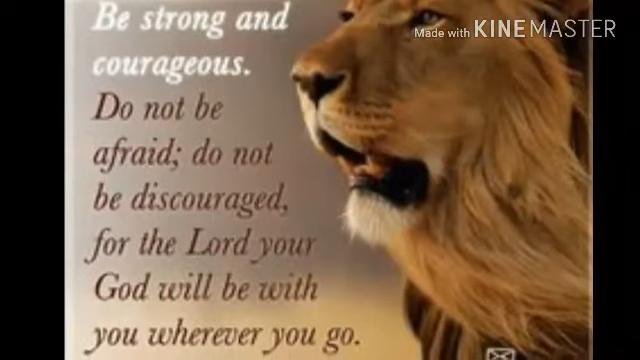 Be strong and
Made with KINEMASTER
courageous.
Do not be
afraid; do not
be discouraged,
for the Lord your
God will be with
you wherever you go.